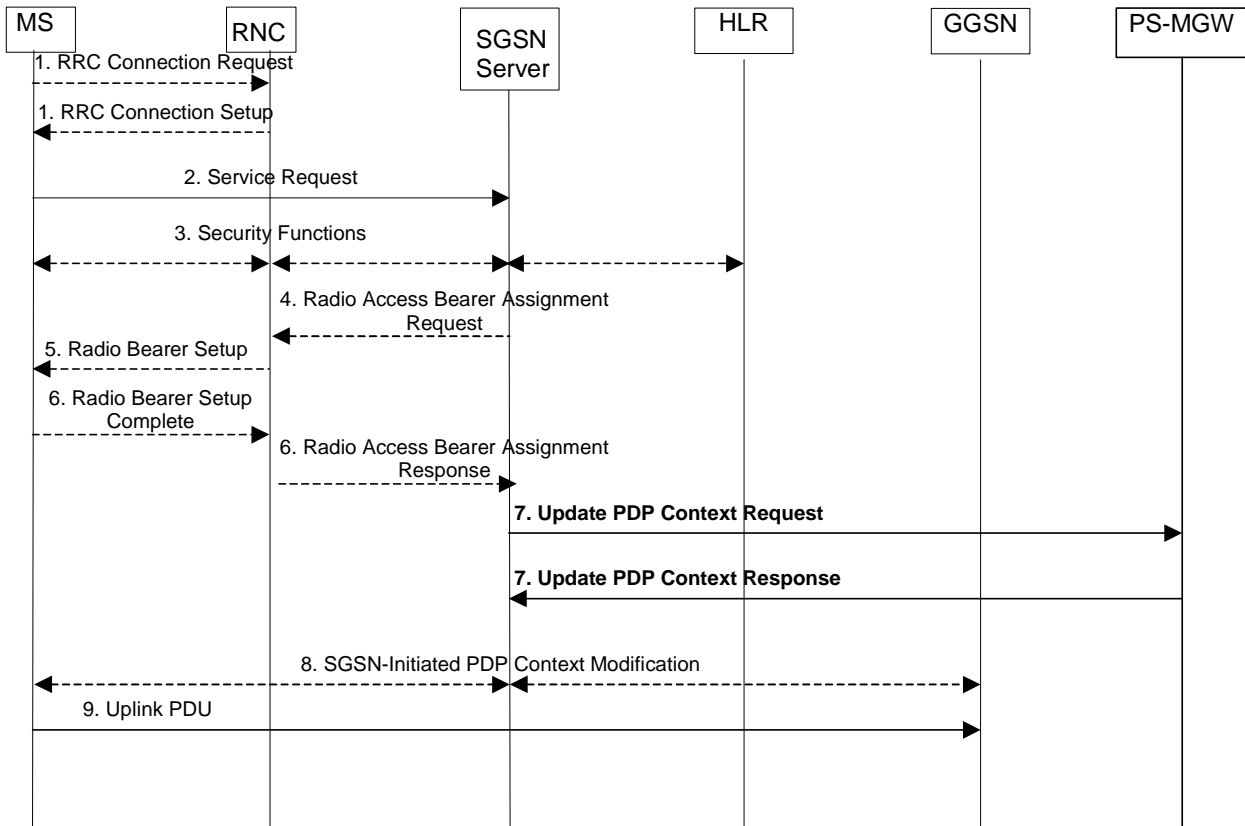 MS
RNC
SGSN
Server
HLR
GGSN
PS-MGW
1. RRC Connection Request
1. RRC Connection Setup
2. Service Request
3. Security Functions
4. Radio Access Bearer Assignment
Request
5. Radio Bearer Setup
6. Radio Bearer Setup
Complete
6. Radio Access Bearer Assignment
Response
7. Update PDP Context Request
7. Update PDP Context Response
8. SGSN-Initiated PDP Context Modification
9. Uplink PDU